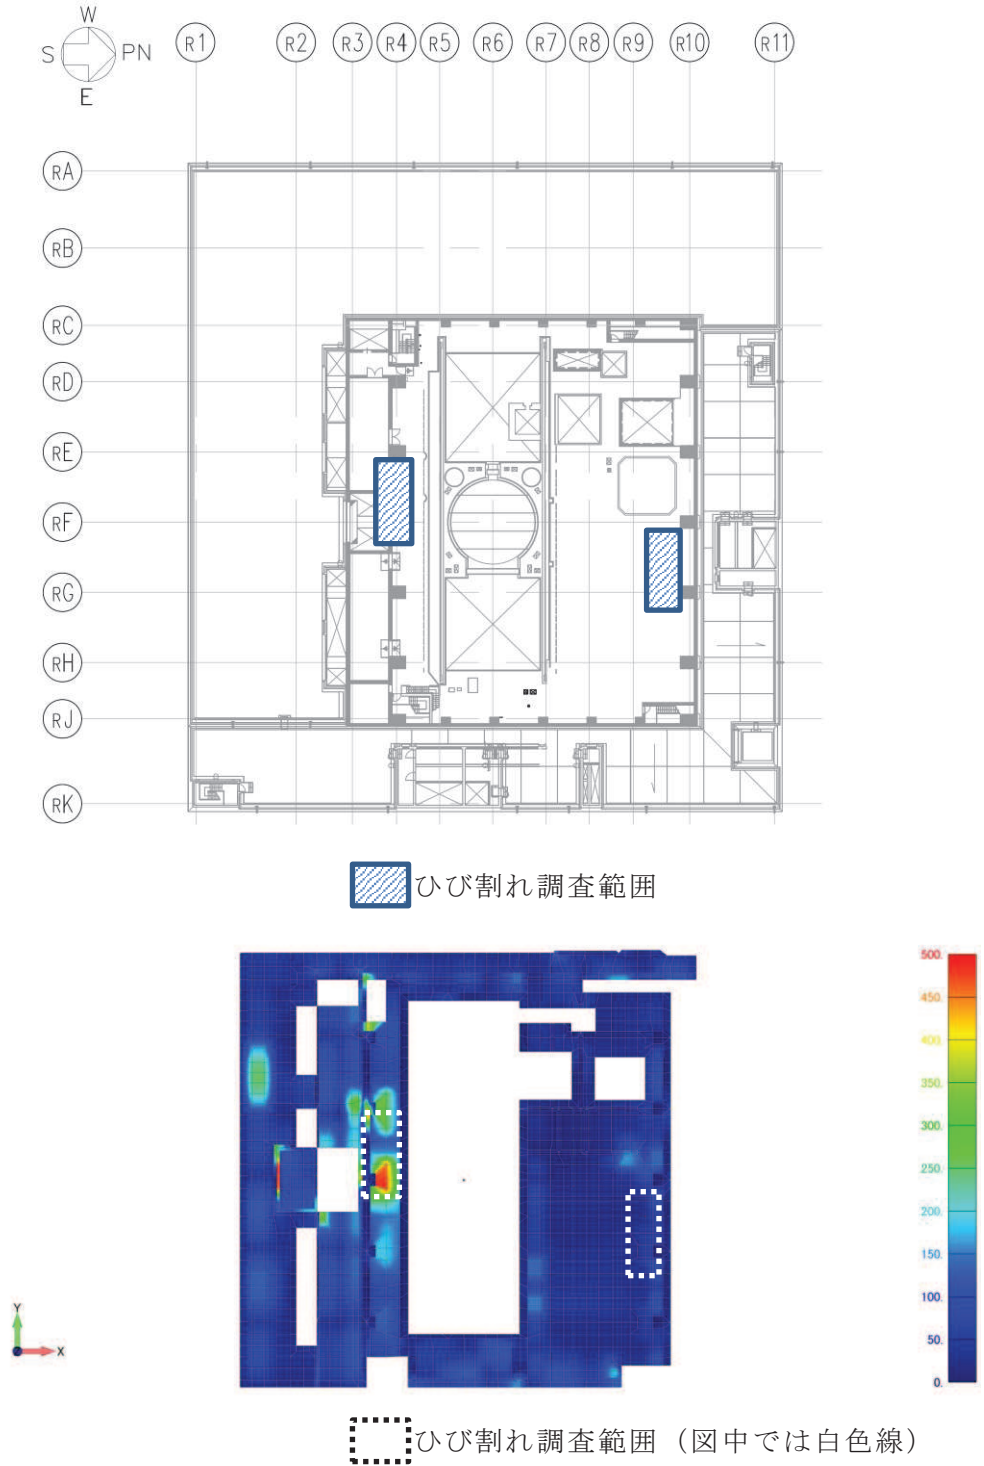 W
S PN
E
R1 R2 R3 R4 R5 R6 R7 R8 R9 R10 R11
RA
RB
RC
RD
RE
RF
RG
RH
RJ
RK
ひび割れ調査範囲
500.
450.
400.
350.
300.
250.
200.
150.
100.
50.
0.
Y
X
ひび割れ調査範囲（図中では白色線）